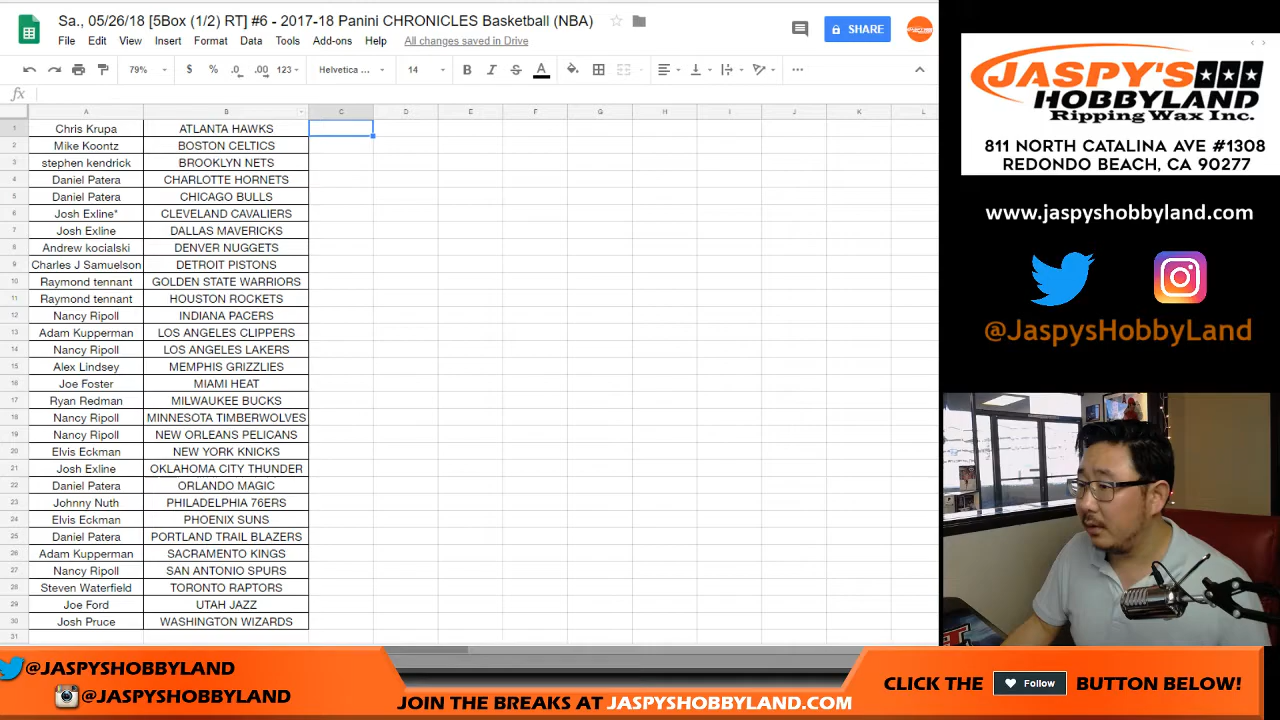 Sa., 05/26/18 [5Box (1/2) RT] #6 - 2017-18 Panini CHRONICLES Basketball (NBA)
File Edit View Insert Format Data Tools Add-ons Help All changes saved in Drive
SHARE
79% $ % .0 .00 123 Helvetica ... 14 B I S A
fx
A B C D E F G H I J K L
1 Chris Krupa ATLANTA HAWKS
2 Mike Koontz BOSTON CELTICS
3 stephen kendrick BROOKLYN NETS
4 Daniel Patera CHARLOTTE HORNETS
5 Daniel Patera CHICAGO BULLS
6 Josh Exline* CLEVELAND CAVALIERS
7 Josh Exline DALLAS MAVERICKS
8 Andrew kocialski DENVER NUGGETS
9 Charles J Samuelson DETROIT PISTONS
10 Raymond tennant GOLDEN STATE WARRIORS
11 Raymond tennant HOUSTON ROCKETS
12 Nancy Ripoll INDIANA PACERS
13 Adam Kupperman LOS ANGELES CLIPPERS
14 Nancy Ripoll LOS ANGELES LAKERS
15 Alex Lindsey MEMPHIS GRIZZLIES
16 Joe Foster MIAMI HEAT
17 Ryan Redman MILWAUKEE BUCKS
18 Nancy Ripoll MINNESOTA TIMBERWOLVES
19 Nancy Ripoll NEW ORLEANS PELICANS
20 Elvis Eckman NEW YORK KNICKS
21 Josh Exline OKLAHOMA CITY THUNDER
22 Daniel Patera ORLANDO MAGIC
23 Johnny Nuth PHILADELPHIA 76ERS
24 Elvis Eckman PHOENIX SUNS
25 Daniel Patera PORTLAND TRAIL BLAZERS
26 Adam Kupperman SACRAMENTO KINGS
27 Nancy Ripoll SAN ANTONIO SPURS
28 Steven Waterfield TORONTO RAPTORS
29 Joe Ford UTAH JAZZ
30 Josh Pruce WASHINGTON WIZARDS
31
JASPY'S
HOBBYLAND
Ripping Wax Inc.
811 NORTH CATALINA AVE #1308
REDONDO BEACH, CA 90277
www.jaspyshobbyland.com
@JaspysHobbyLand
@JASPYSHOBBYLAND
@JASPYSHOBBYLAND
JOIN THE BREAKS AT JASPYSHOBBYLAND.COM
CLICK THE Follow BUTTON BELOW!